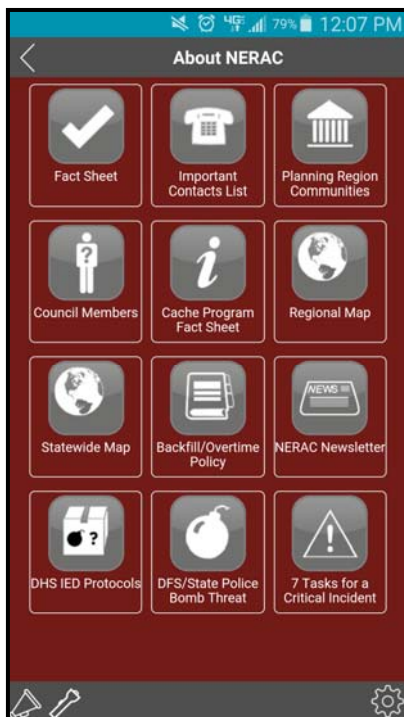 4G 79% 12:07 PM
About NERAC
Fact Sheet
Important
Contacts List
Planning Region
Communities
?
Council Members
i
Cache Program
Fact Sheet
Regional Map
Statewide Map
Backfill/Overtime
Policy
NEWS
NERAC Newsletter
?
DHS IED Protocols
DFS/State Police
Bomb Threat
!
7 Tasks for a
Critical Incident